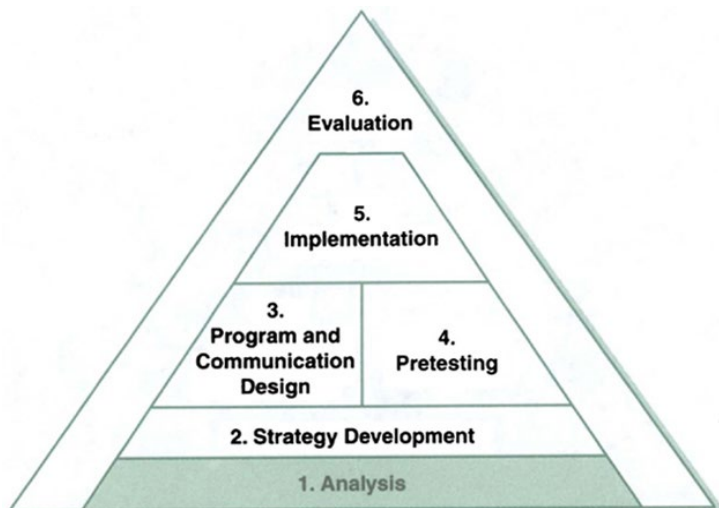 6.
Evaluation
5.
Implementation
3.
Program and
Communication
Design
4.
Pretesting
2. Strategy Development
1. Analysis